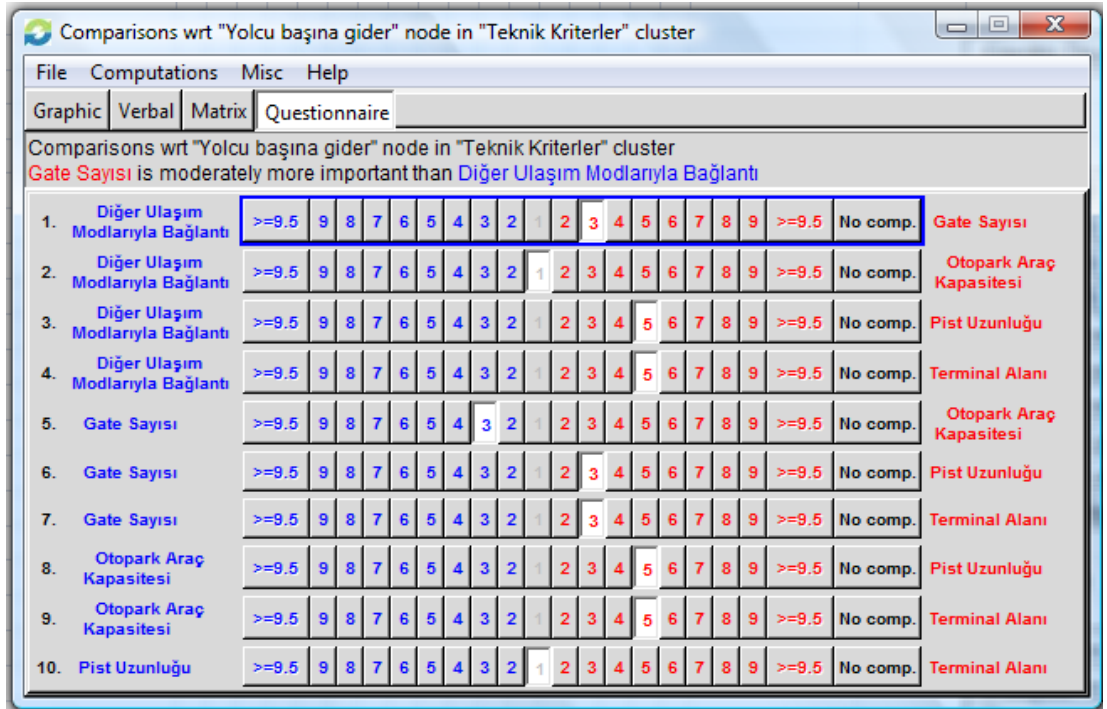 Comparisons wrt "Yolcu başına gider" node in "Teknik Kriterler" cluster
File Computations Misc Help
Graphic Verbal Matrix Questionnaire
Comparisons wrt "Yolcu başına gider" node in "Teknik Kriterler" cluster
Gate Sayısı is moderately more important than Diğer Ulaşım Modlarıyla Bağlantı
1. Diğer Ulaşım Modlarıyla Bağlantı >=9.5 9 8 7 6 5 4 3 2 1 2 3 4 5 6 7 8 9 >=9.5 No comp. Gate Sayısı
2. Diğer Ulaşım Modlarıyla Bağlantı >=9.5 9 8 7 6 5 4 3 2 1 2 3 4 5 6 7 8 9 >=9.5 No comp. Otopark Araç Kapasitesi
3. Diğer Ulaşım Modlarıyla Bağlantı >=9.5 9 8 7 6 5 4 3 2 1 2 3 4 5 6 7 8 9 >=9.5 No comp. Pist Uzunluğu
4. Diğer Ulaşım Modlarıyla Bağlantı >=9.5 9 8 7 6 5 4 3 2 1 2 3 4 5 6 7 8 9 >=9.5 No comp. Terminal Alanı
5. Gate Sayısı >=9.5 9 8 7 6 5 4 3 2 1 2 3 4 5 6 7 8 9 >=9.5 No comp. Otopark Araç Kapasitesi
6. Gate Sayısı >=9.5 9 8 7 6 5 4 3 2 1 2 3 4 5 6 7 8 9 >=9.5 No comp. Pist Uzunluğu
7. Gate Sayısı >=9.5 9 8 7 6 5 4 3 2 1 2 3 4 5 6 7 8 9 >=9.5 No comp. Terminal Alanı
8. Otopark Araç Kapasitesi >=9.5 9 8 7 6 5 4 3 2 1 2 3 4 5 6 7 8 9 >=9.5 No comp. Pist Uzunluğu
9. Otopark Araç Kapasitesi >=9.5 9 8 7 6 5 4 3 2 1 2 3 4 5 6 7 8 9 >=9.5 No comp. Terminal Alanı
10. Pist Uzunluğu >=9.5 9 8 7 6 5 4 3 2 1 2 3 4 5 6 7 8 9 >=9.5 No comp. Terminal Alanı